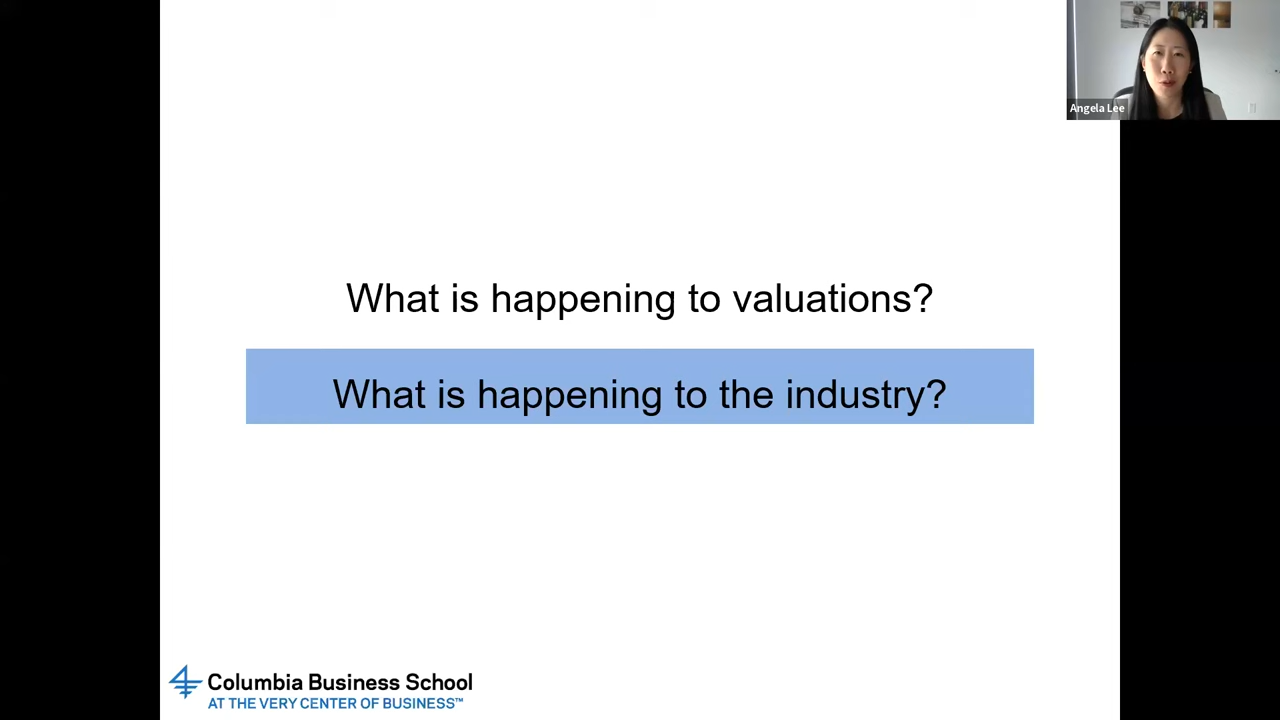 Angela Lee
What is happening to valuations?
What is happening to the industry?
Columbia Business School
AT THE VERY CENTER OF BUSINESS™